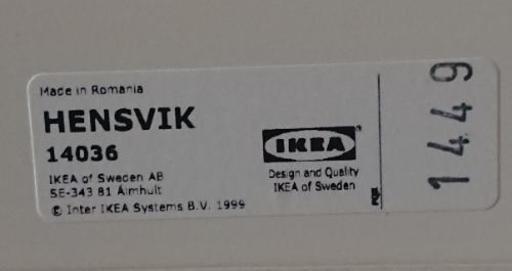 Made in Romania
HENSVIK
14036
IKEA of Sweden AB
SE-343 81 Älmhult
© Inter IKEA Systems B.V. 1999
IKEA®
Design and Quality
IKEA of Sweden
1449